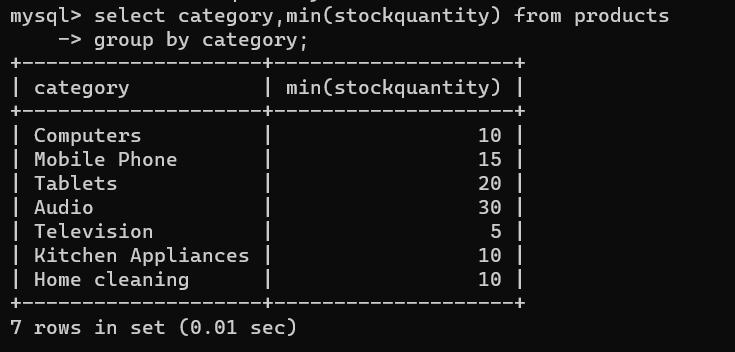 mysql> select category,min(stockquantity) from products
    -> group by category;
+-------------------+--------------------+
| category          | min(stockquantity) |
+-------------------+--------------------+
| Computers         |                 10 |
| Mobile Phone      |                 15 |
| Tablets           |                 20 |
| Audio             |                 30 |
| Television        |                  5 |
| Kitchen Appliances |                 10 |
| Home cleaning     |                 10 |
+-------------------+--------------------+
7 rows in set (0.01 sec)